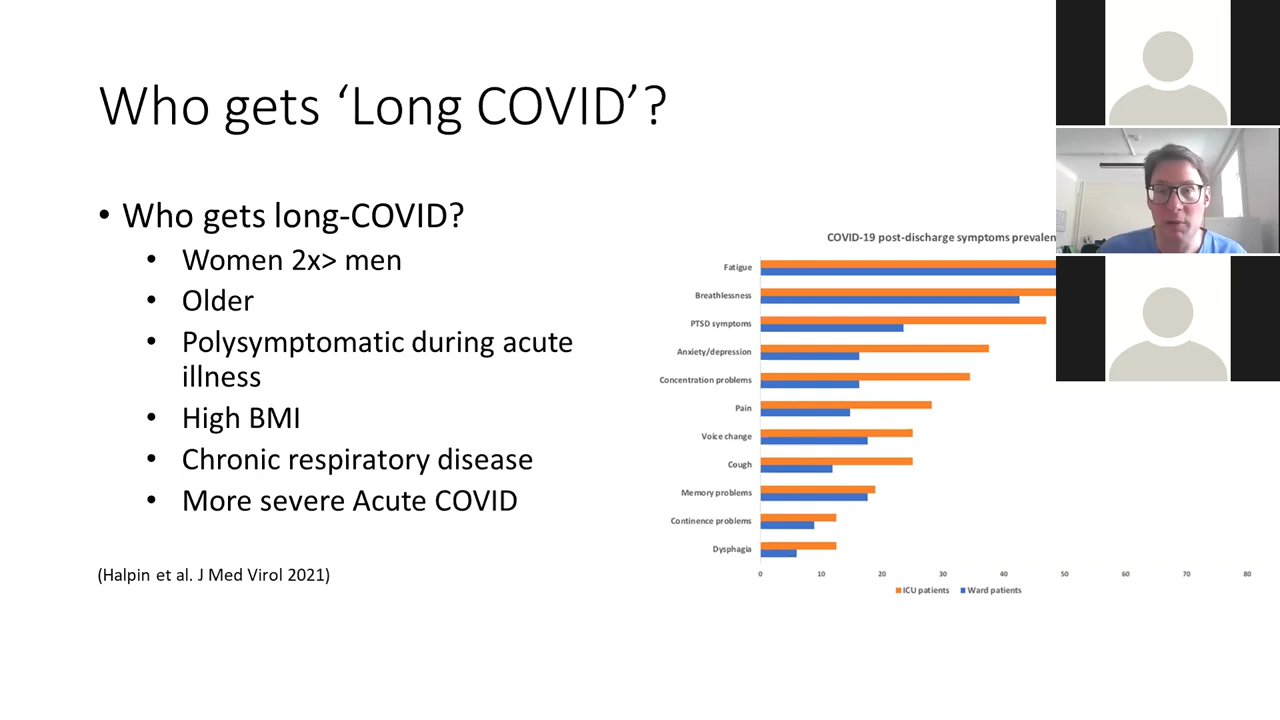 Who gets ‘Long COVID’?
• Who gets long-COVID?
• Women 2x> men
• Older
• Polysymptomatic during acute
illness
• High BMI
• Chronic respiratory disease
• More severe Acute COVID
(Halpin et al. J Med Virol 2021)
COVID-19 post-discharge symptoms prevalen
Fatigue
Breathlessness
PTSD symptoms
Anxiety/depression
Concentration problems
Pain
Voice change
Cough
Memory problems
Continence problems
Dysphagia
0 10 20 30 40 50 60 70 80
ICU patients Ward patients